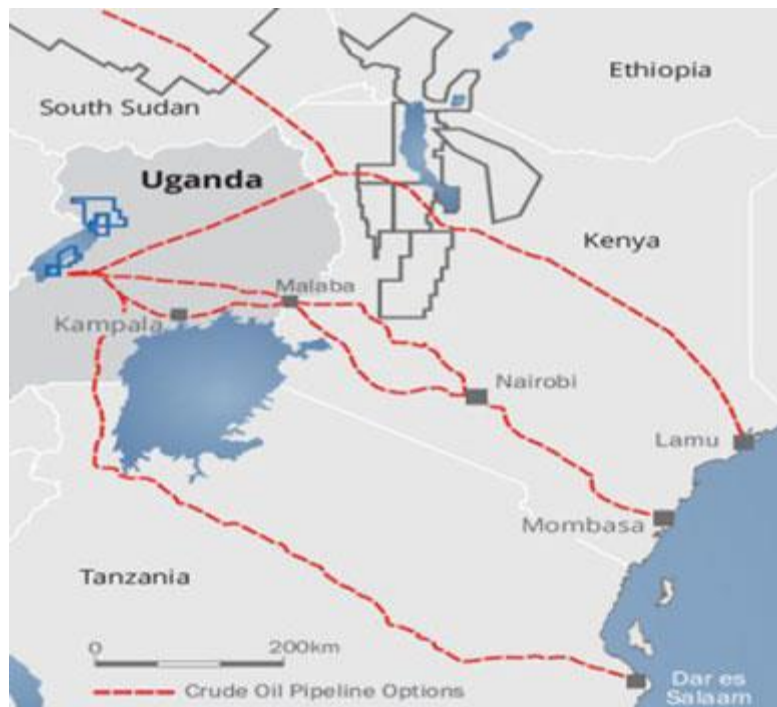 Ethiopia
South Sudan
Uganda
Kenya
Malaba
Kampala
Nairobi
Lamu
Mombasa
Tanzania
0
200km
Crude Oil Pipeline Options
Dar es
Salaam